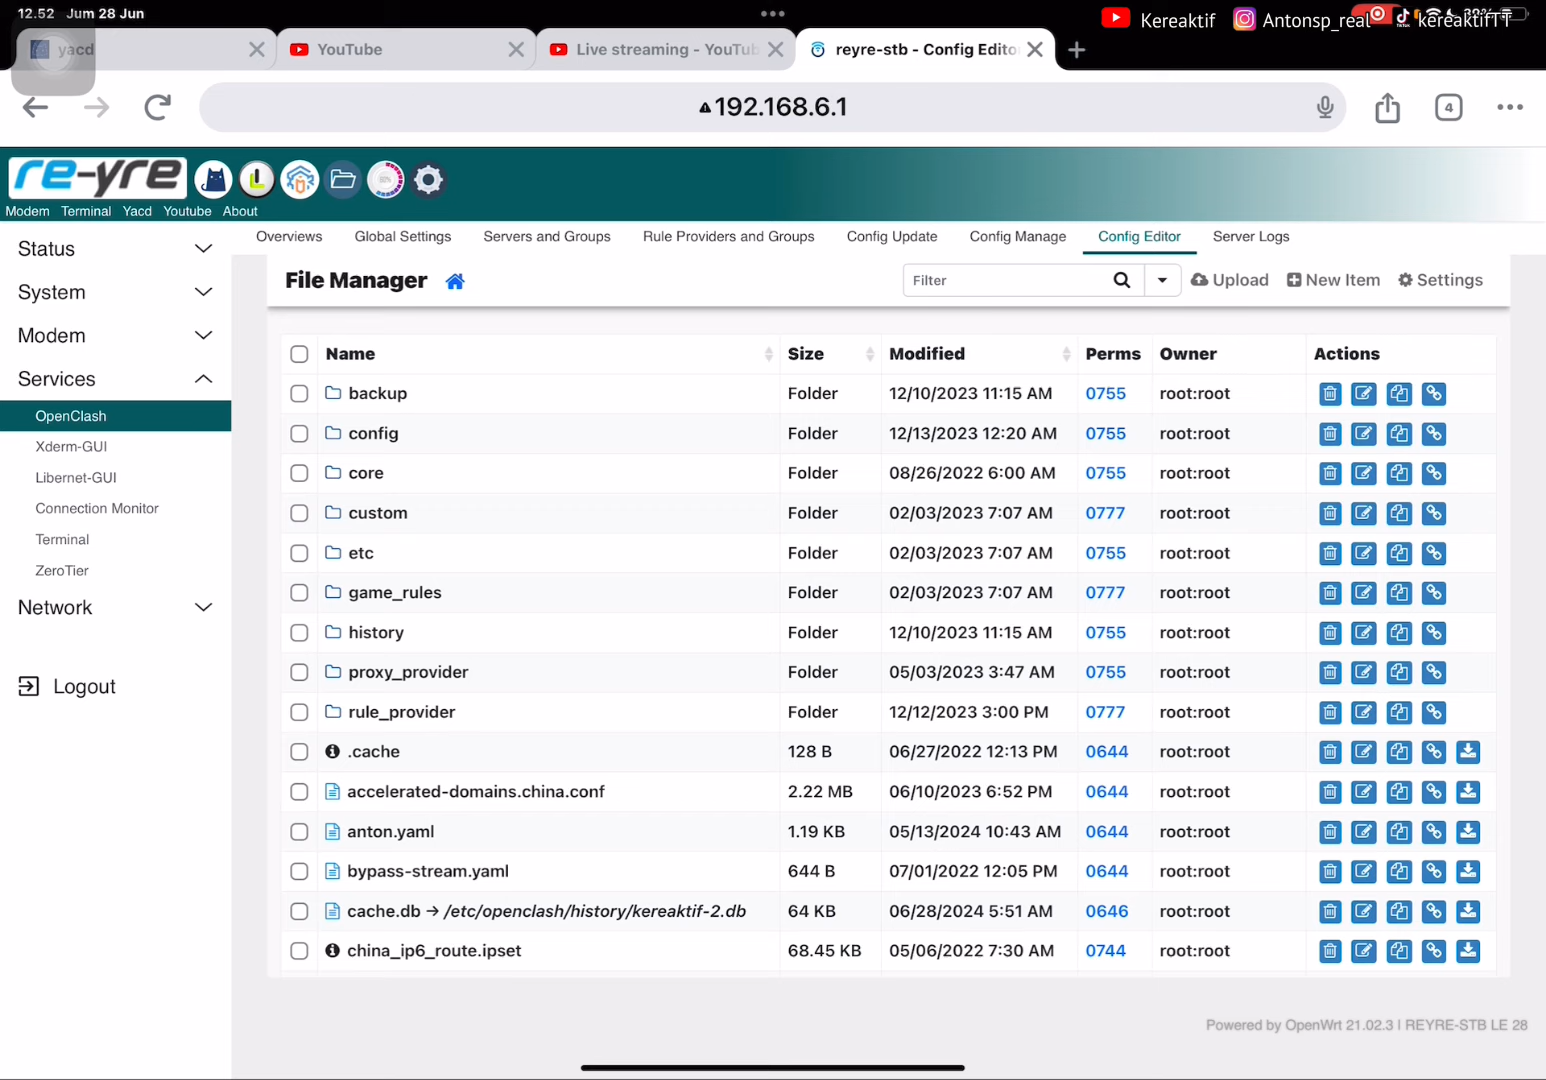 12.52 Jum 28 Jun
Kereaktif
Antonsp_real
kereaktifTT
yacd
YouTube
Live streaming - YouTub
reyre-stb - Config Edito
192.168.6.1
4
re-yre
Modem Terminal Yacd Youtube About
Status
System
Modem
Services
OpenClash
Xderm-GUI
Libernet-GUI
Connection Monitor
Terminal
ZeroTier
Network
Logout
Overviews Global Settings Servers and Groups Rule Providers and Groups Config Update Config Manage Config Editor Server Logs
File Manager Filter Upload New Item Settings
Name Size Modified Perms Owner Actions
backup Folder 12/10/2023 11:15 AM 0755 root:root
config Folder 12/13/2023 12:20 AM 0755 root:root
core Folder 08/26/2022 6:00 AM 0755 root:root
custom Folder 02/03/2023 7:07 AM 0777 root:root
etc Folder 02/03/2023 7:07 AM 0755 root:root
game_rules Folder 02/03/2023 7:07 AM 0777 root:root
history Folder 12/10/2023 11:15 AM 0755 root:root
proxy_provider Folder 05/03/2023 3:47 AM 0755 root:root
rule_provider Folder 12/12/2023 3:00 PM 0777 root:root
.cache 128 B 06/27/2022 12:13 PM 0644 root:root
accelerated-domains.china.conf 2.22 MB 06/10/2023 6:52 PM 0644 root:root
anton.yaml 1.19 KB 05/13/2024 10:43 AM 0644 root:root
bypass-stream.yaml 644 B 07/01/2022 12:05 PM 0644 root:root
cache.db → /etc/openclash/history/kereaktif-2.db 64 KB 06/28/2024 5:51 AM 0646 root:root
china_ip6_route.ipset 68.45 KB 05/06/2022 7:30 AM 0744 root:root
Powered by OpenWrt 21.02.3 | REYRE-STB LE 28